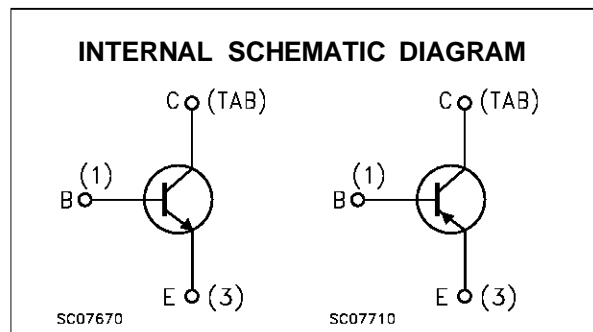 INTERNAL SCHEMATIC DIAGRAM
C (TAB)
C (TAB)
(1)
B
(1)
B
E (3)
E (3)
SC07670
SC07710